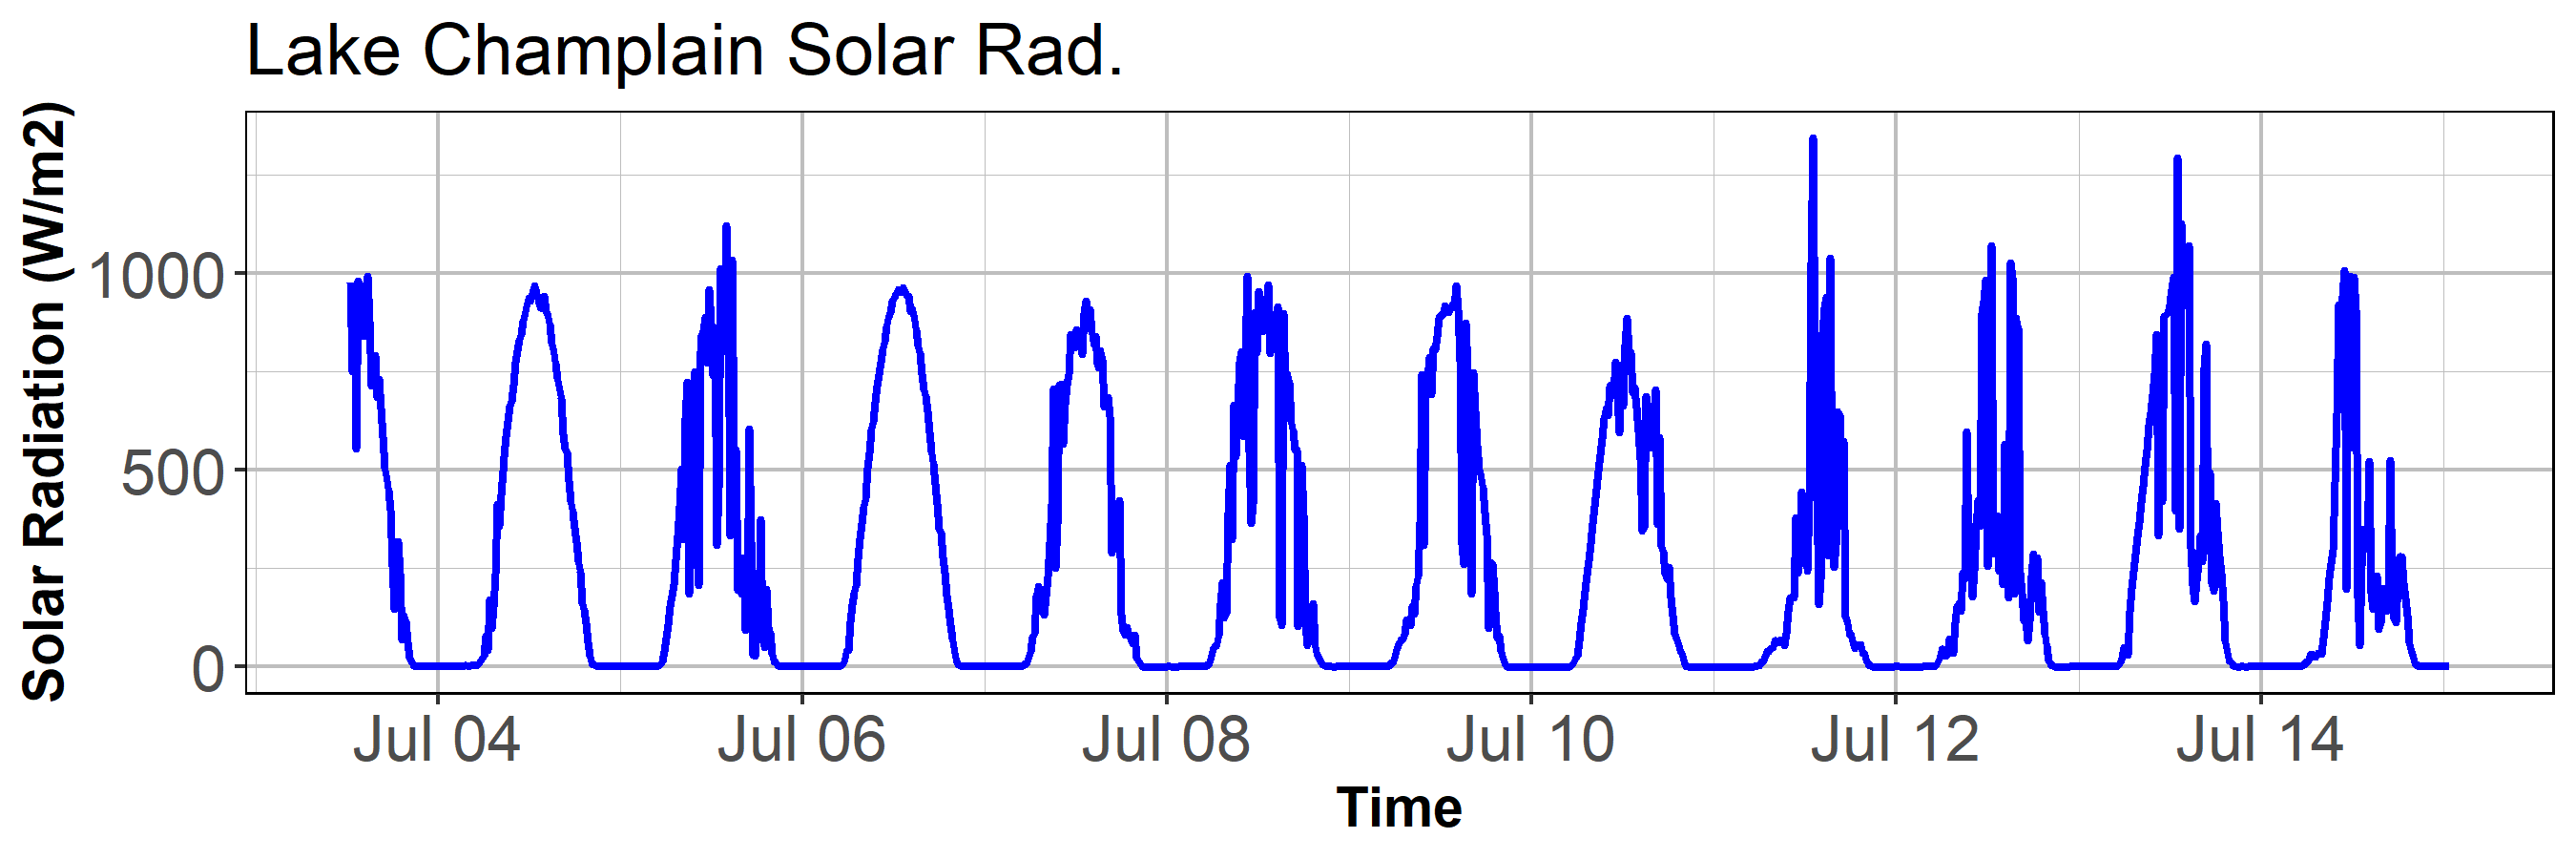 Lake Champlain Solar Rad.
Solar Radiation (W/m2)
1000
500
0
Jul 04 Jul 06 Jul 08 Jul 10 Jul 12 Jul 14
Time